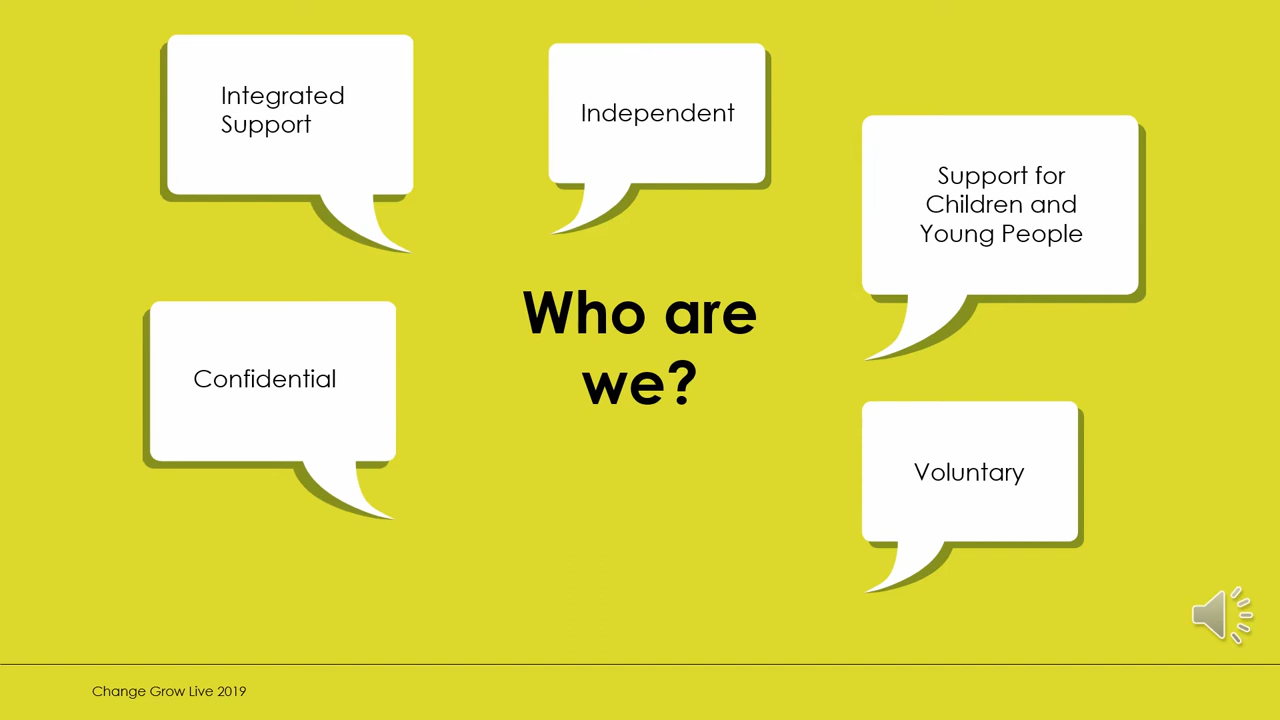 Integrated
Support
Independent
Support for
Children and
Young People
Who are
we?
Confidential
Voluntary
Change Grow Live 2019